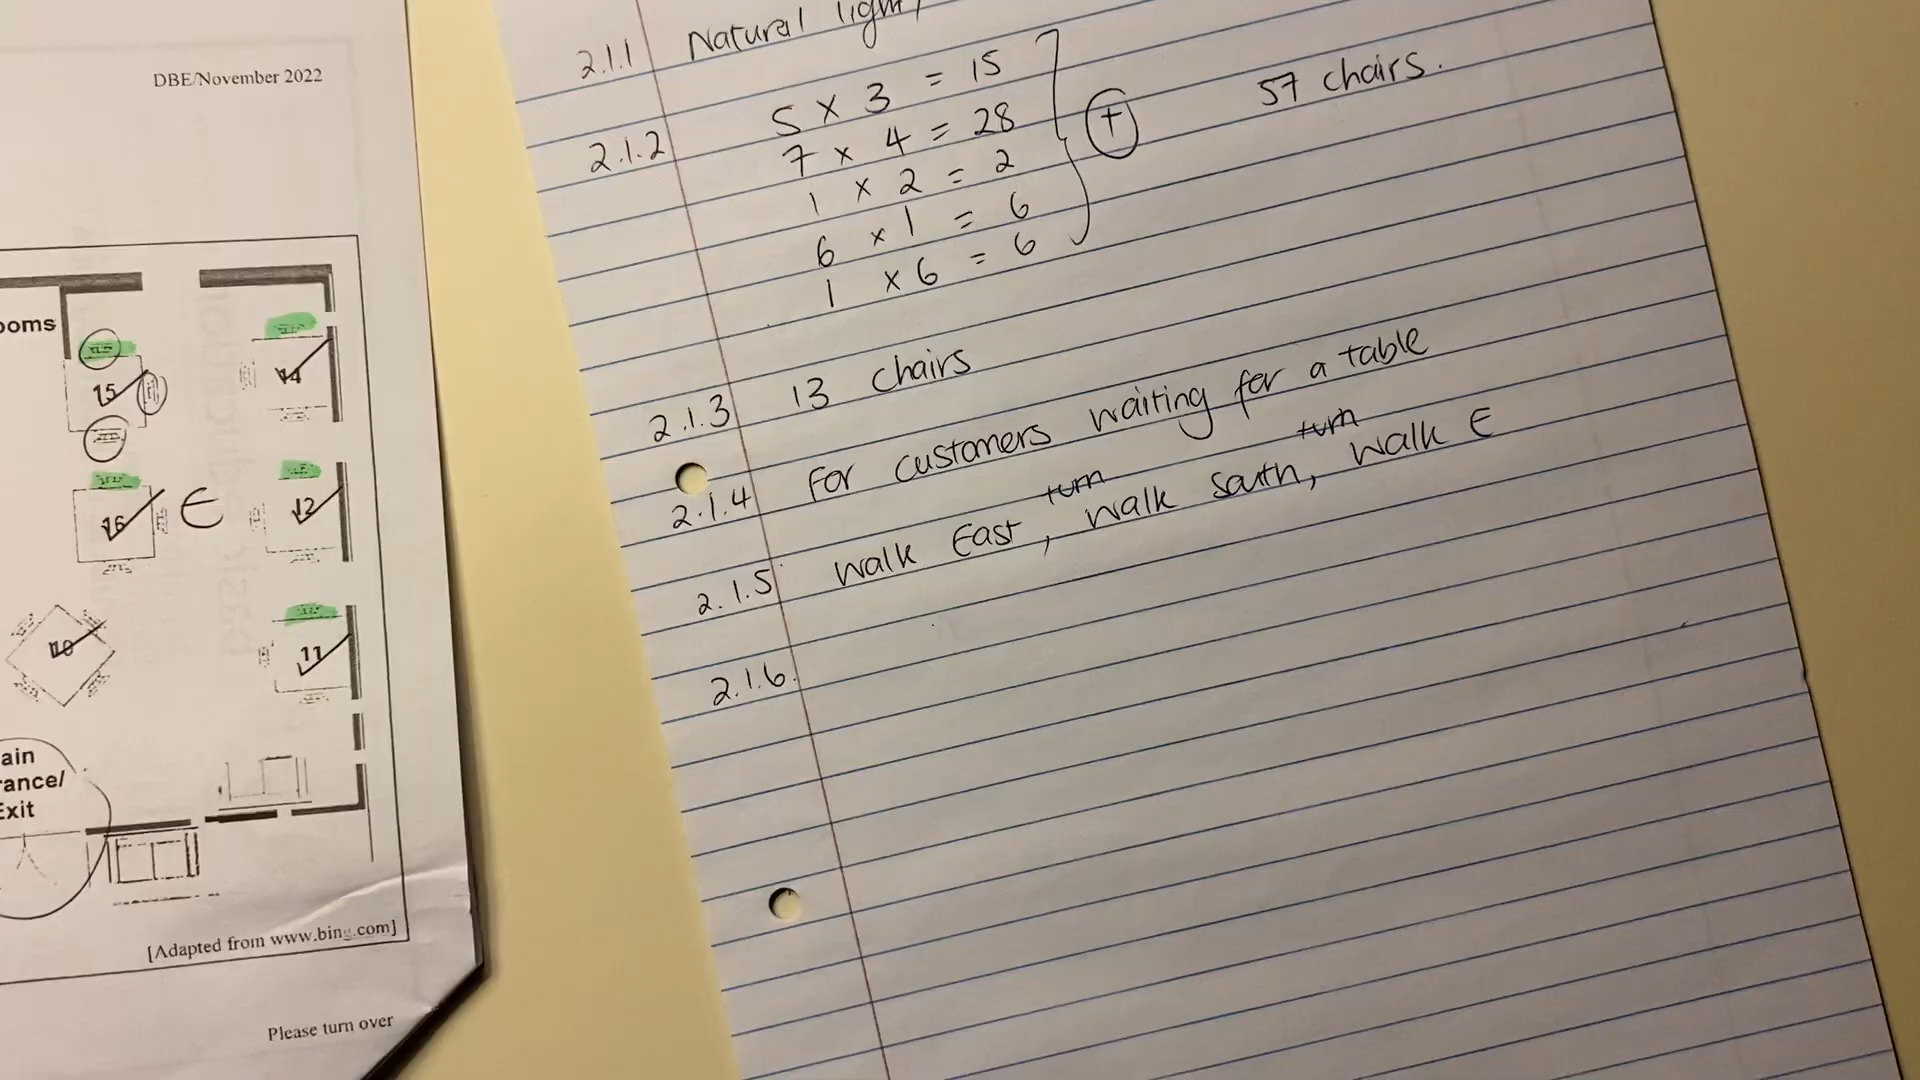 DBE/November 2022
ooms
15
14
16
E
12
10
11
ain
rance/
Exit
[Adapted from www.bing.com]
Please turn over
2.1.1 Natural light
2.1.2 5 x 3 = 15
7 x 4 = 28
1 x 2 = 2
6 x 1 = 6
1 x 6 = 6
+
57 chairs.
2.1.3 13 chairs
2.1.4 For customers waiting for a table
turn turn
2.1.5 Walk East, walk south, walk E
2.1.6.